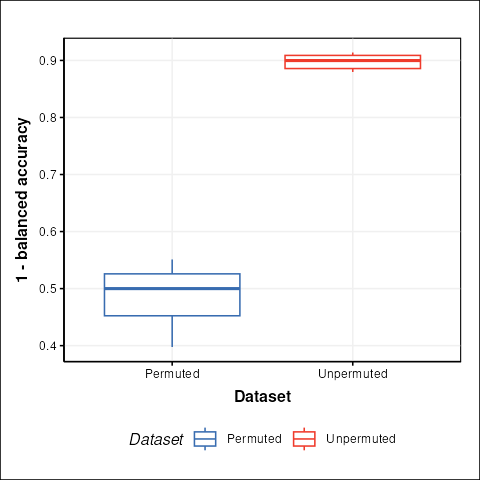 0.9
0.8
0.7
0.6
0.5
0.4
1 - balanced accuracy
Permuted Unpermuted
Dataset
Dataset Permuted Unpermuted